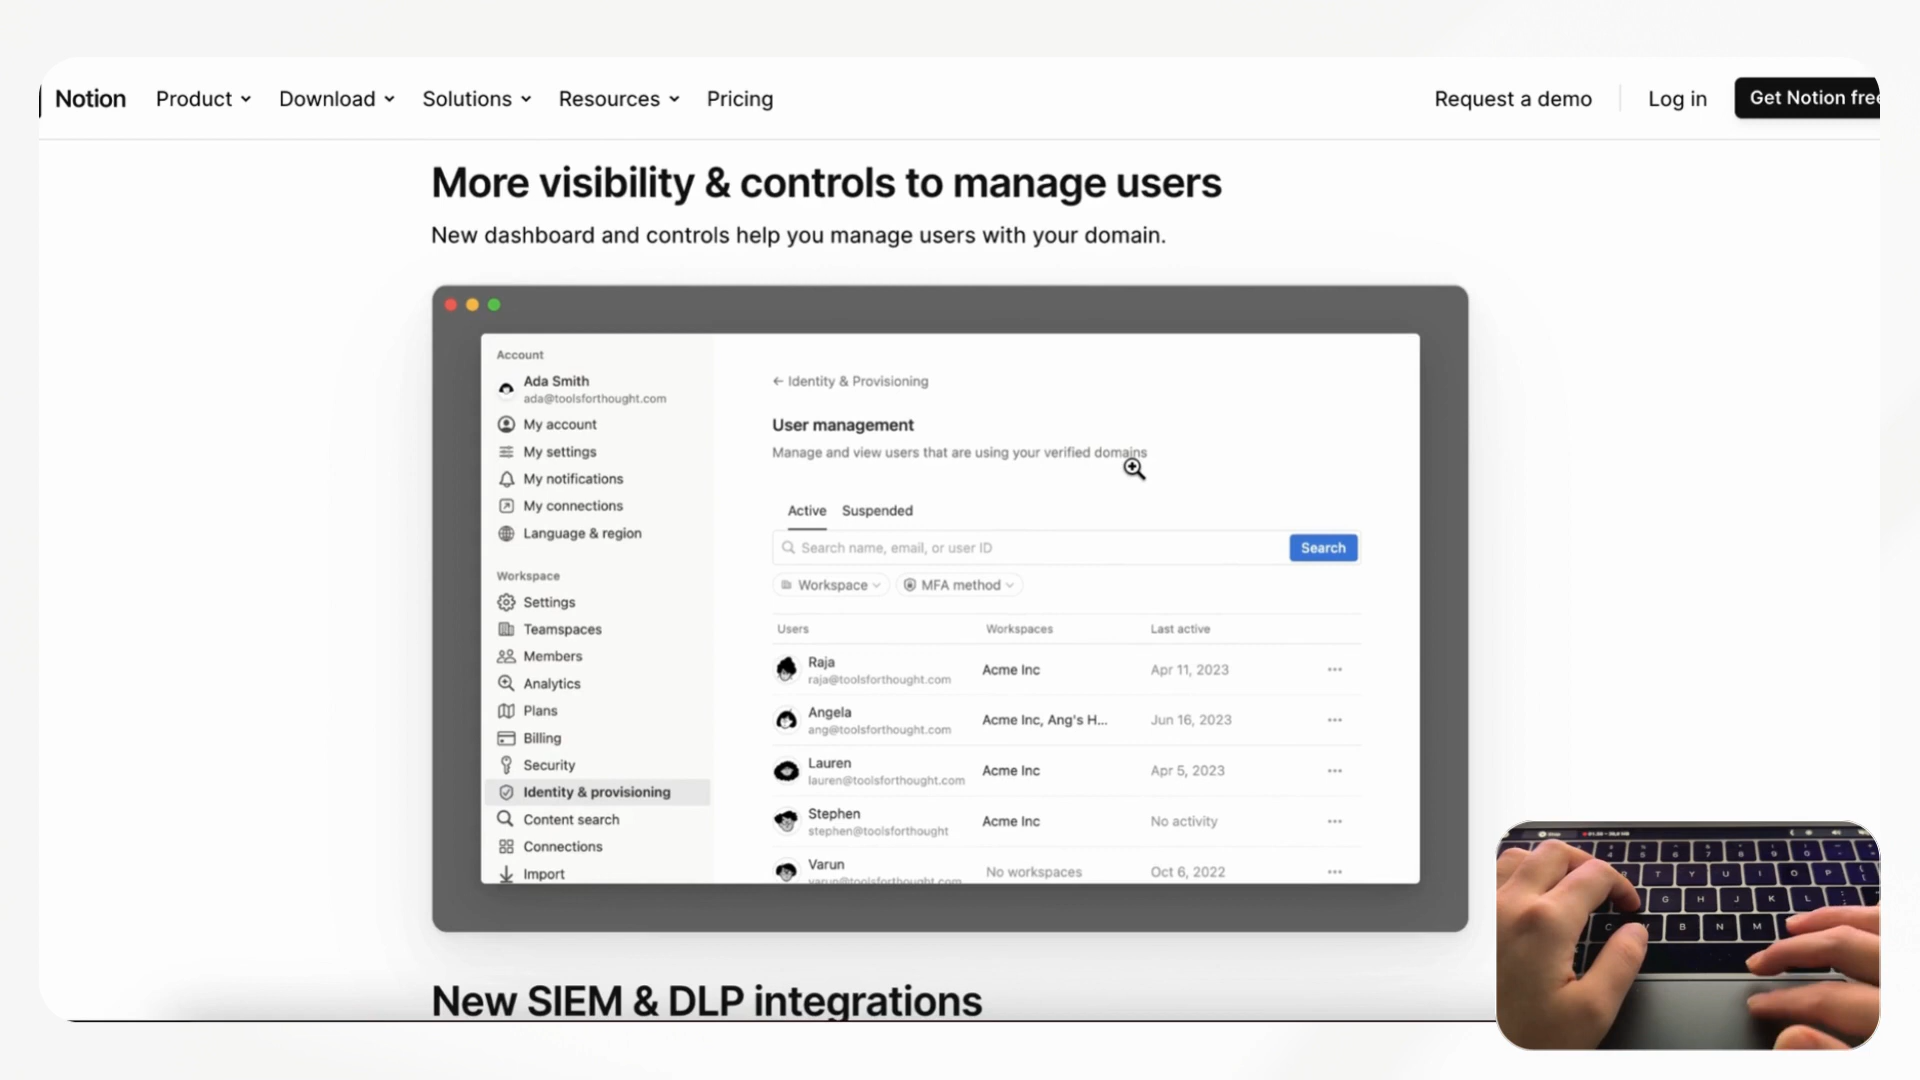 Notion Product Download Solutions Resources Pricing Request a demo Log in Get Notion free
More visibility & controls to manage users
New dashboard and controls help you manage users with your domain.
Account
Ada Smith
ada@toolsforthought.com
My account
My settings
My notifications
My connections
Language & region
Workspace
Settings
Teamspaces
Members
Analytics
Plans
Billing
Security
Identity & provisioning
Content search
Connections
Import
← Identity & Provisioning
User management
Manage and view users that are using your verified domains
Active Suspended
Search name, email, or user ID Search
Workspace MFA method
Users Workspaces Last active
Raja
raja@toolsforthought.com
Acme Inc Apr 11, 2023
Angela
ang@toolsforthought.com
Acme Inc, Ang's H... Jun 16, 2023
Lauren
lauren@toolsforthought.com
Acme Inc Apr 5, 2023
Stephen
stephen@toolsforthought
Acme Inc No activity
Varun
varun@toolsforthought.com
No workspaces Oct 6, 2022
New SIEM & DLP integrations
T Y U I O P
G H J K L
C V B N M